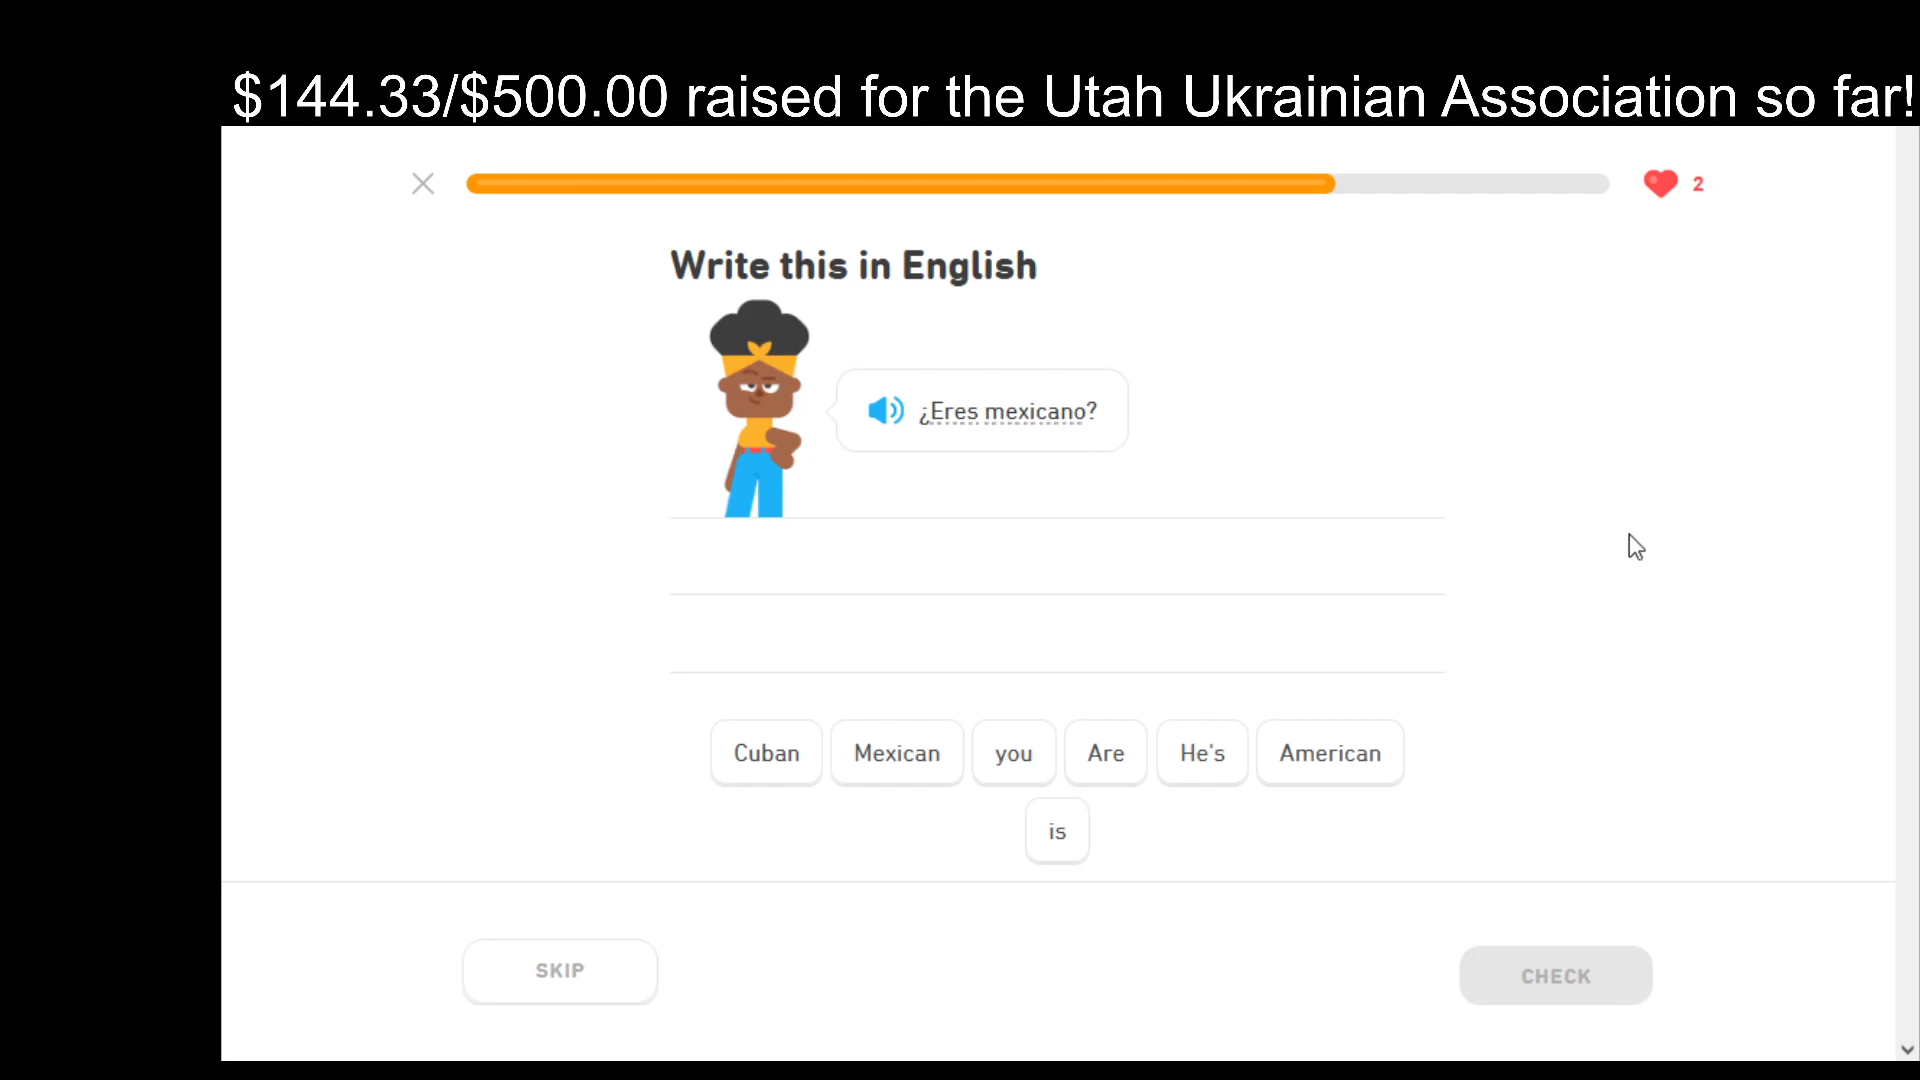 $144.33/$500.00 raised for the Utah Ukrainian Association so far!
2
Write this in English
¿Eres mexicano?
Cuban Mexican you Are He's American
is
SKIP CHECK